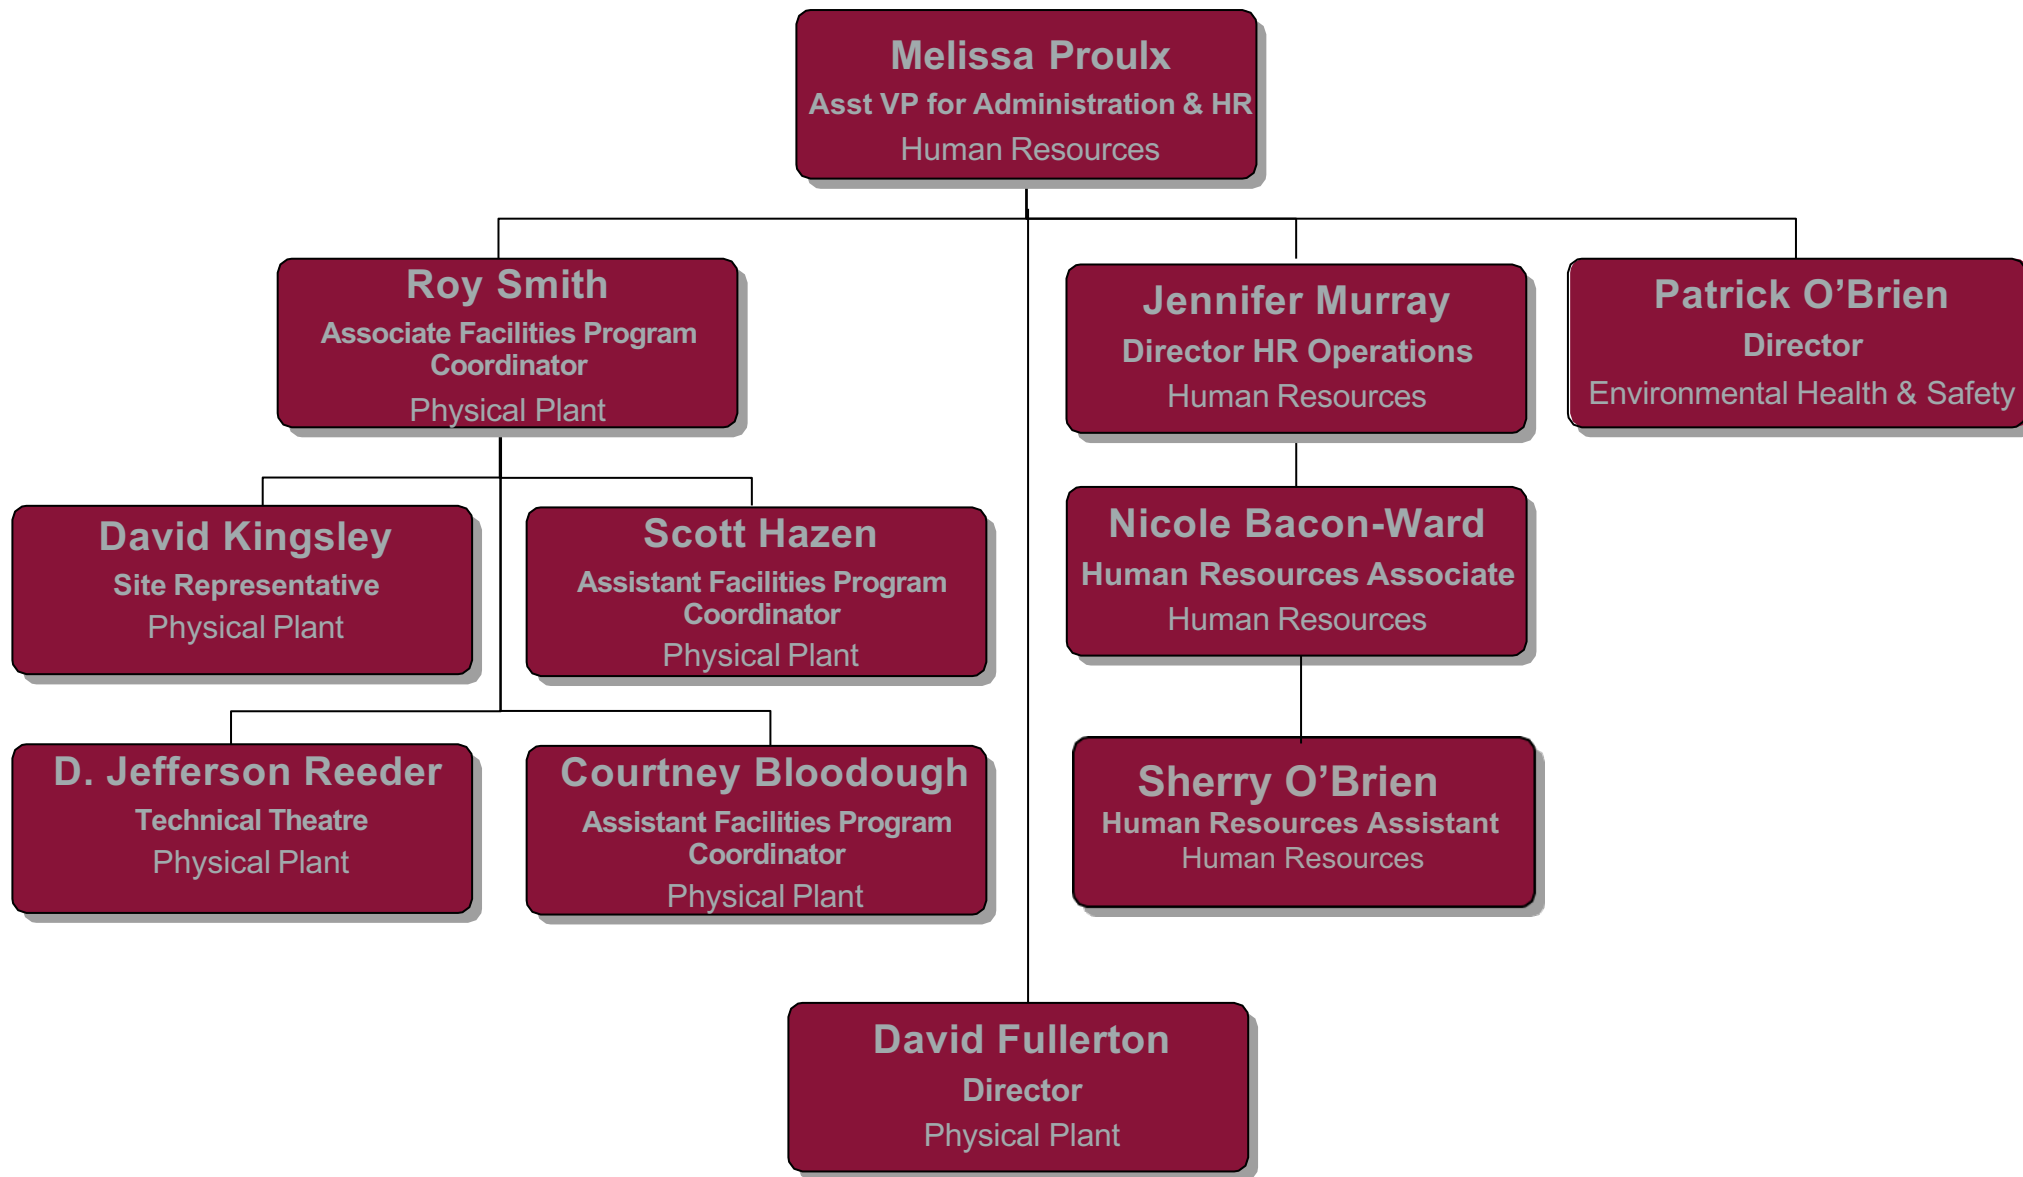 Melissa Proulx
Asst VP for Administration & HR
Human Resources
Roy Smith
Associate Facilities Program
Coordinator
Physical Plant
Jennifer Murray
Director HR Operations
Human Resources
Patrick O’Brien
Director
Environmental Health & Safety
David Kingsley
Site Representative
Physical Plant
Scott Hazen
Assistant Facilities Program
Coordinator
Physical Plant
Nicole Bacon-Ward
Human Resources Associate
Human Resources
D. Jefferson Reeder
Technical Theatre
Physical Plant
Courtney Bloodough
Assistant Facilities Program
Coordinator
Physical Plant
Sherry O’Brien
Human Resources Assistant
Human Resources
David Fullerton
Director
Physical Plant